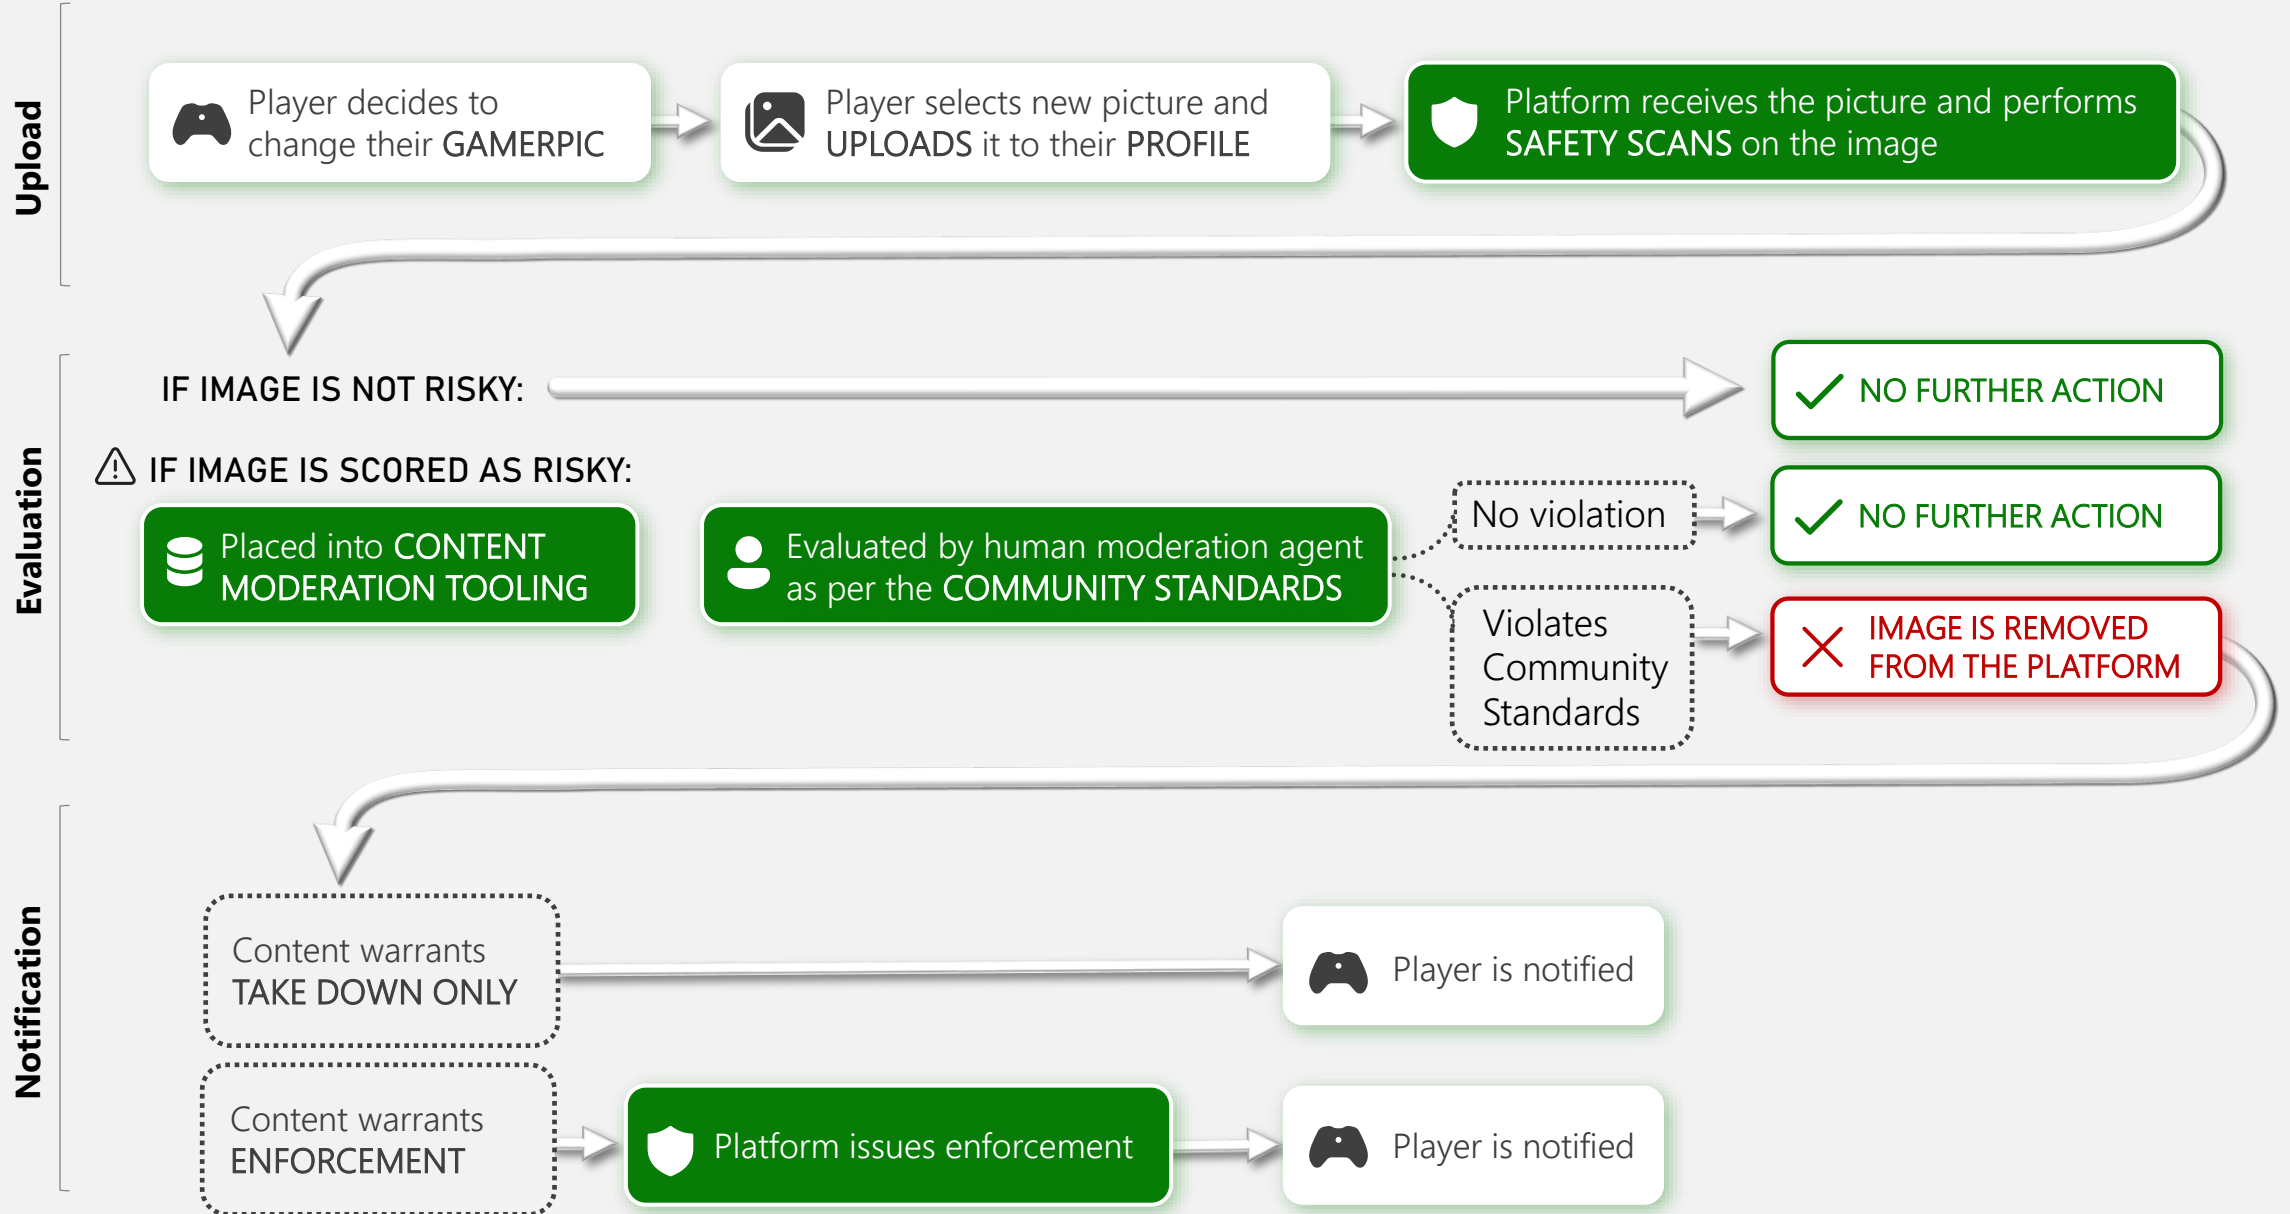 Upload
Player decides to
change their GAMERPIC
Player selects new picture and
UPLOADS it to their PROFILE
Platform receives the picture and performs
SAFETY SCANS on the image
Evaluation
IF IMAGE IS NOT RISKY:
NO FURTHER ACTION
IF IMAGE IS SCORED AS RISKY:
Placed into CONTENT
MODERATION TOOLING
Evaluated by human moderation agent
as per the COMMUNITY STANDARDS
No violation
NO FURTHER ACTION
Violates
Community
Standards
IMAGE IS REMOVED
FROM THE PLATFORM
Notification
Content warrants
TAKE DOWN ONLY
Player is notified
Content warrants
ENFORCEMENT
Platform issues enforcement
Player is notified